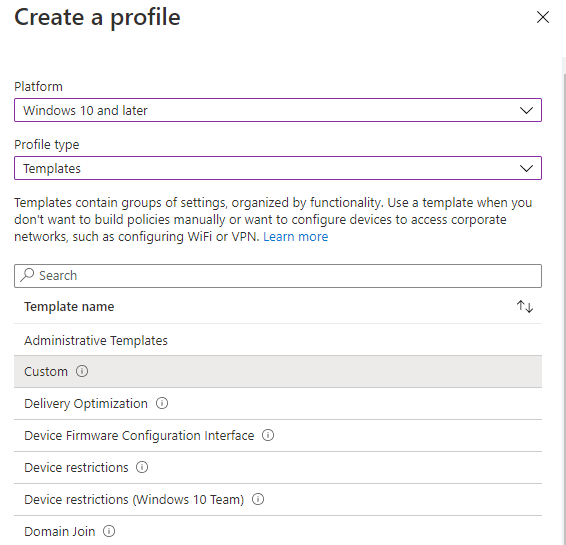 Create a profile
Platform
Windows 10 and later
Profile type
Templates
Templates contain groups of settings, organized by functionality. Use a template when you
don't want to build policies manually or want to configure devices to access corporate
networks, such as configuring WiFi or VPN. Learn more
Search
Template name
Administrative Templates
Custom
Delivery Optimization
Device Firmware Configuration Interface
Device restrictions
Device restrictions (Windows 10 Team)
Domain Join